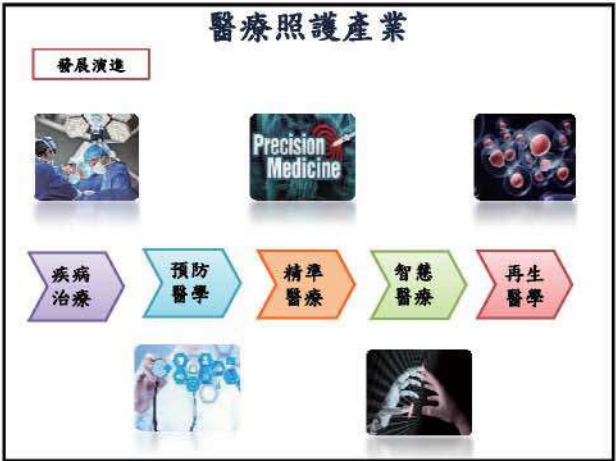 醫療照護產業
發展演進
Precision
Medicine
疾病
治療
預防
醫學
精準
醫療
智慧
醫療
再生
醫學